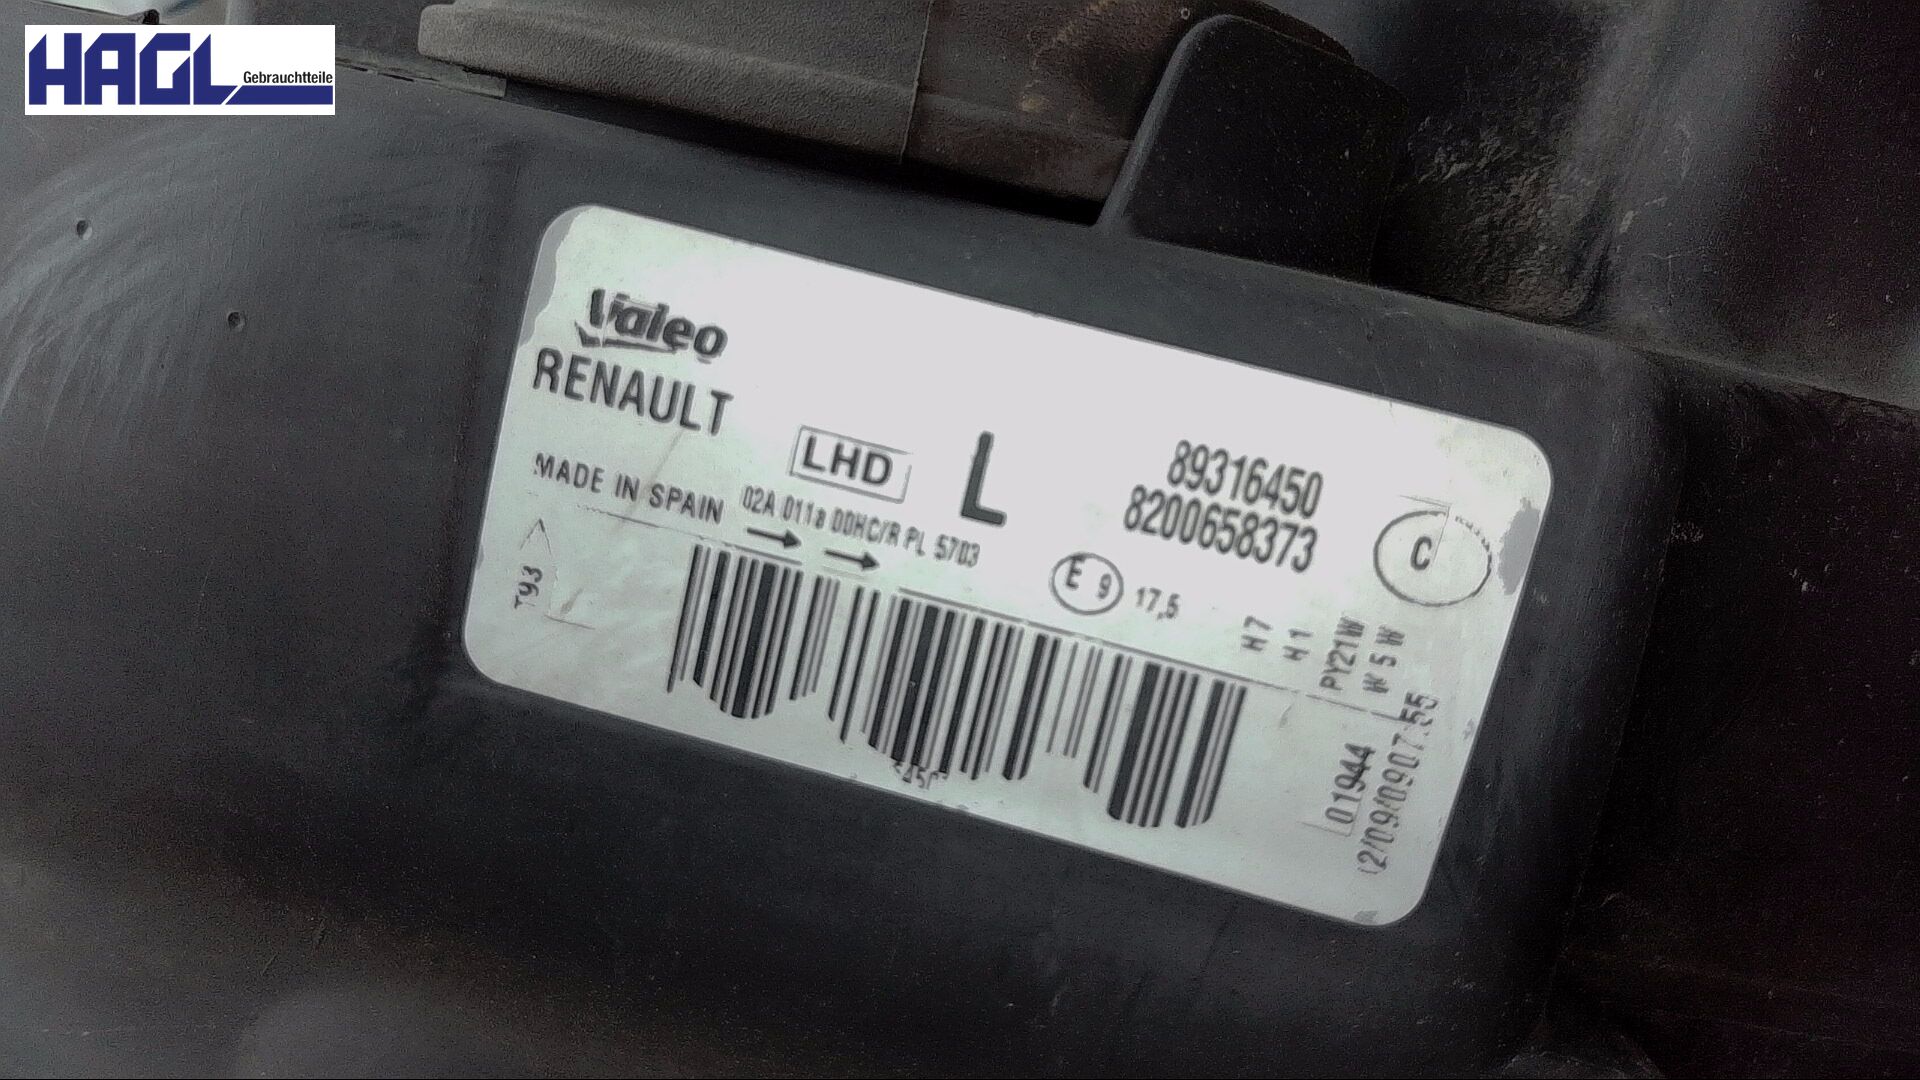 HAGL
Gebrauchtteile
Valeo
RENAULT
LHD
L
89316450
8200658373
C
MADE IN SPAIN
02A 011a DDHC/R PL 5703
E 9
17,5
H7
H1
PY21W
W5W
01944